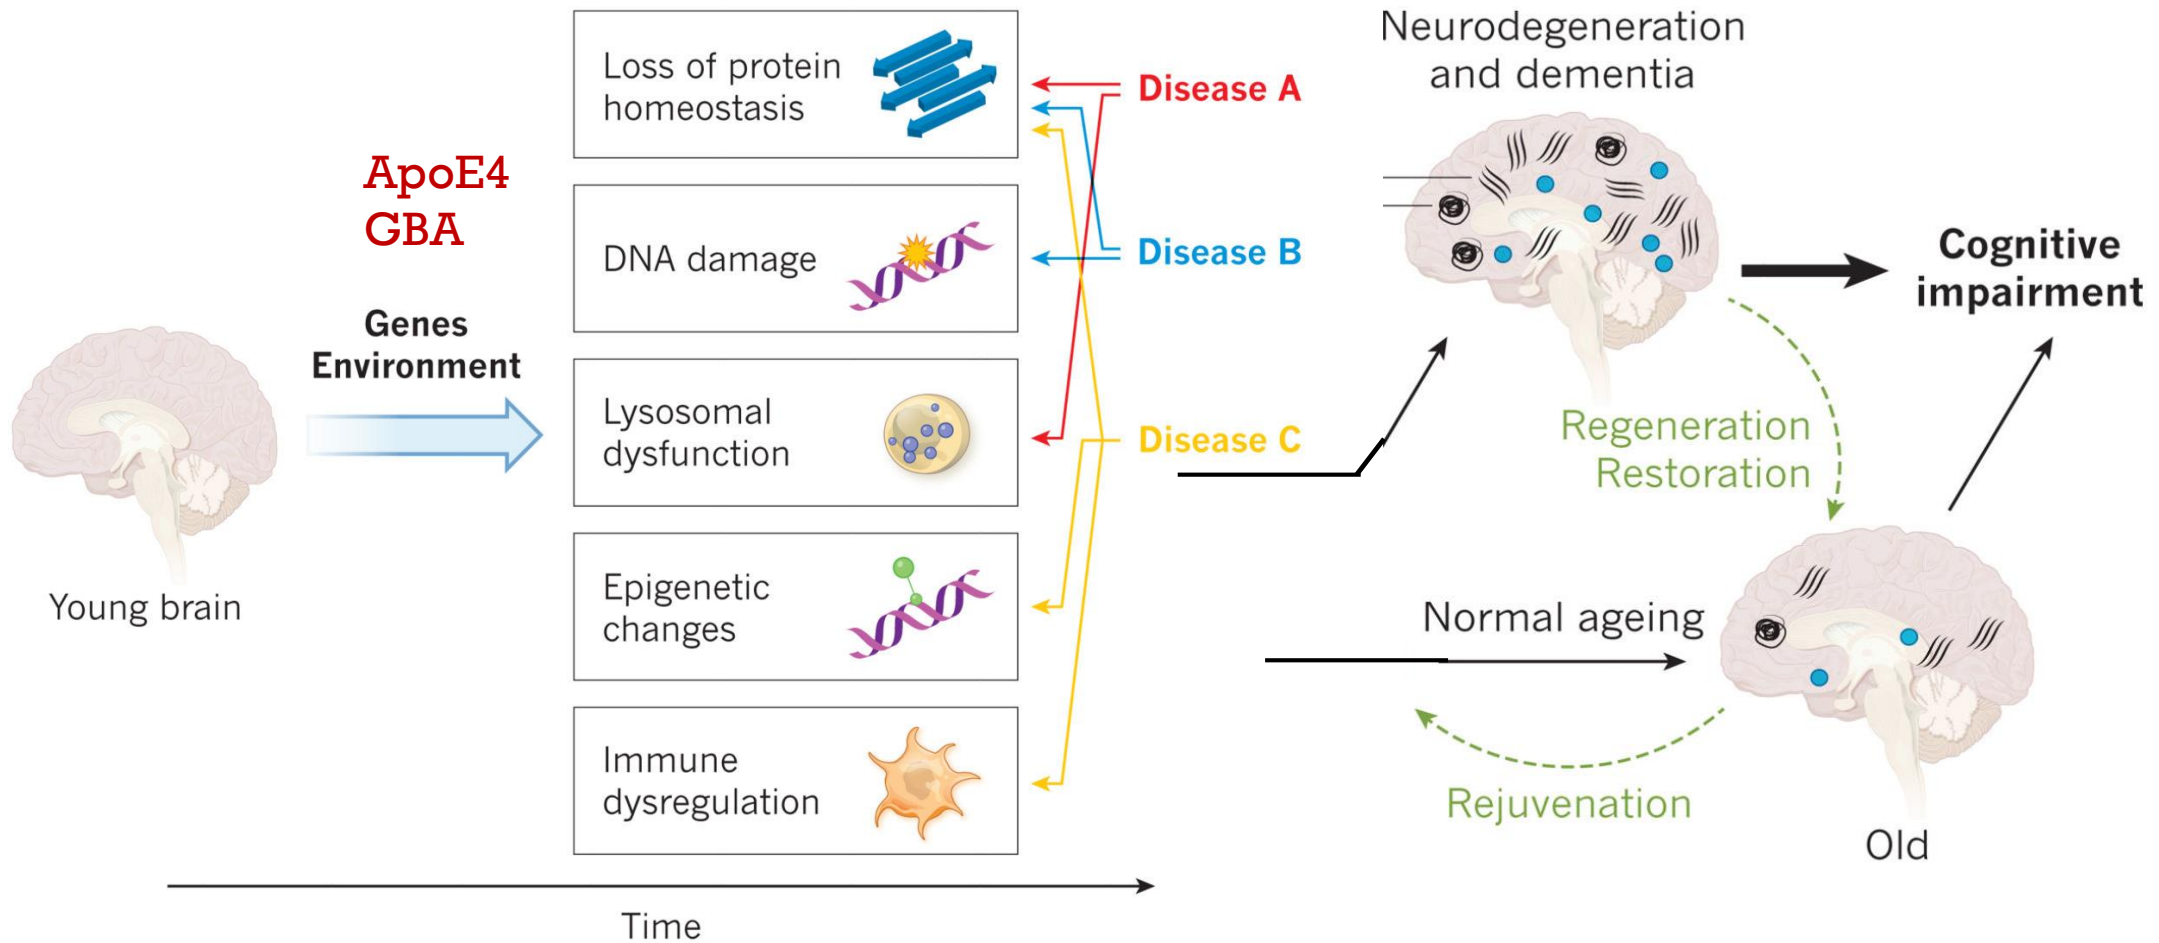 Young brain
ApoE4
GBA
Genes
Environment
Loss of protein
homeostasis
DNA damage
Lysosomal
dysfunction
Epigenetic
changes
Immune
dysregulation
Time
Disease A
Disease B
Disease C
Neurodegeneration
and dementia
Cognitive
impairment
Regeneration
Restoration
Normal ageing
Rejuvenation
Old